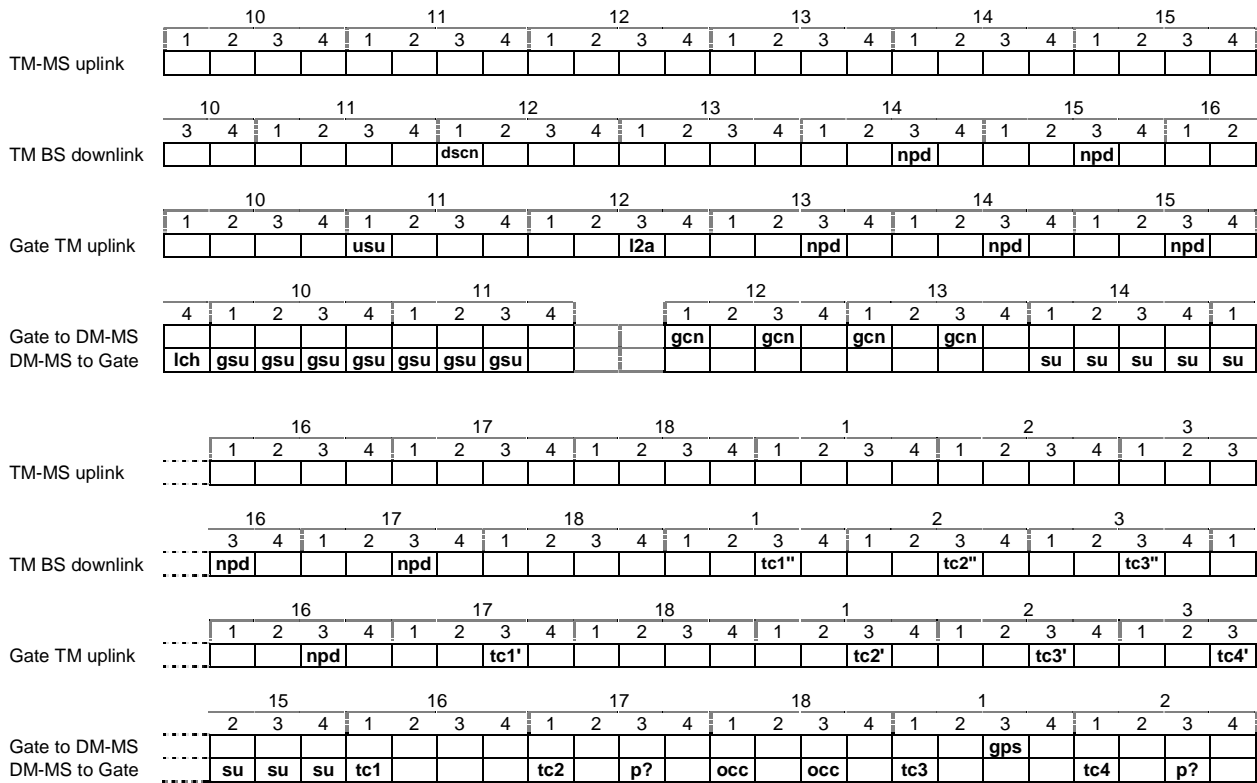 10 11 12 13 14 15
1 2 3 4 1 2 3 4 1 2 3 4 1 2 3 4 1 2 3 4 1 2 3 4
TM-MS uplink
10 11 12 13 14 15 16
3 4 1 2 3 4 1 2 3 4 1 2 3 4 1 2 3 4 1 2 3 4 1 2
TM BS downlink dscn npd npd
10 11 12 13 14 15
1 2 3 4 1 2 3 4 1 2 3 4 1 2 3 4 1 2 3 4 1 2 3 4
Gate TM uplink usu l2a npd npd npd
10 11 12 13 14
4 1 2 3 4 1 2 3 4 1 2 3 4 1 2 3 4 1 2 3 4 1
Gate to DM-MS gcn gcn gcn gcn
DM-MS to Gate lch gsu gsu gsu gsu gsu gsu gsu su su su su su
16 17 18 1 2 3
1 2 3 4 1 2 3 4 1 2 3 4 1 2 3 4 1 2 3 4 1 2 3
TM-MS uplink
16 17 18 1 2 3
3 4 1 2 3 4 1 2 3 4 1 2 3 4 1 2 3 4 1 2 3 4 1
TM BS downlink npd npd tc1" tc2" tc3"
16 17 18 1 2 3
1 2 3 4 1 2 3 4 1 2 3 4 1 2 3 4 1 2 3 4 1 2 3
Gate TM uplink npd tc1' tc2' tc3' tc4'
15 16 17 18 1 2
2 3 4 1 2 3 4 1 2 3 4 1 2 3 4 1 2 3 4 1 2 3 4
Gate to DM-MS gps
DM-MS to Gate su su su tc1 tc2 p? occ occ tc3 tc4 p?